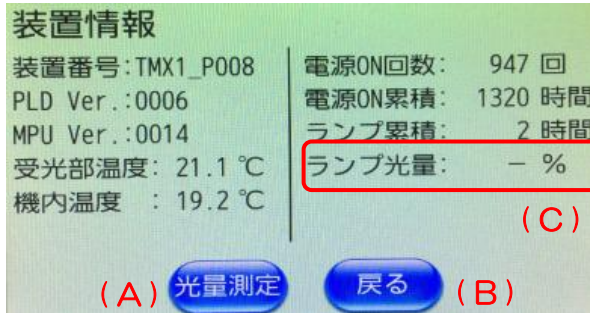 装置情報
装置番号:TMX1_P008
PLD Ver.:0006
MPU Ver.:0014
受光部温度: 21.1 ℃
機内温度 : 19.2 ℃
電源ON回数: 947 回
電源ON累積: 1320 時間
ランプ累積: 2 時間
ランプ光量: − %
(C)
(A) 光量測定 戻る (B)